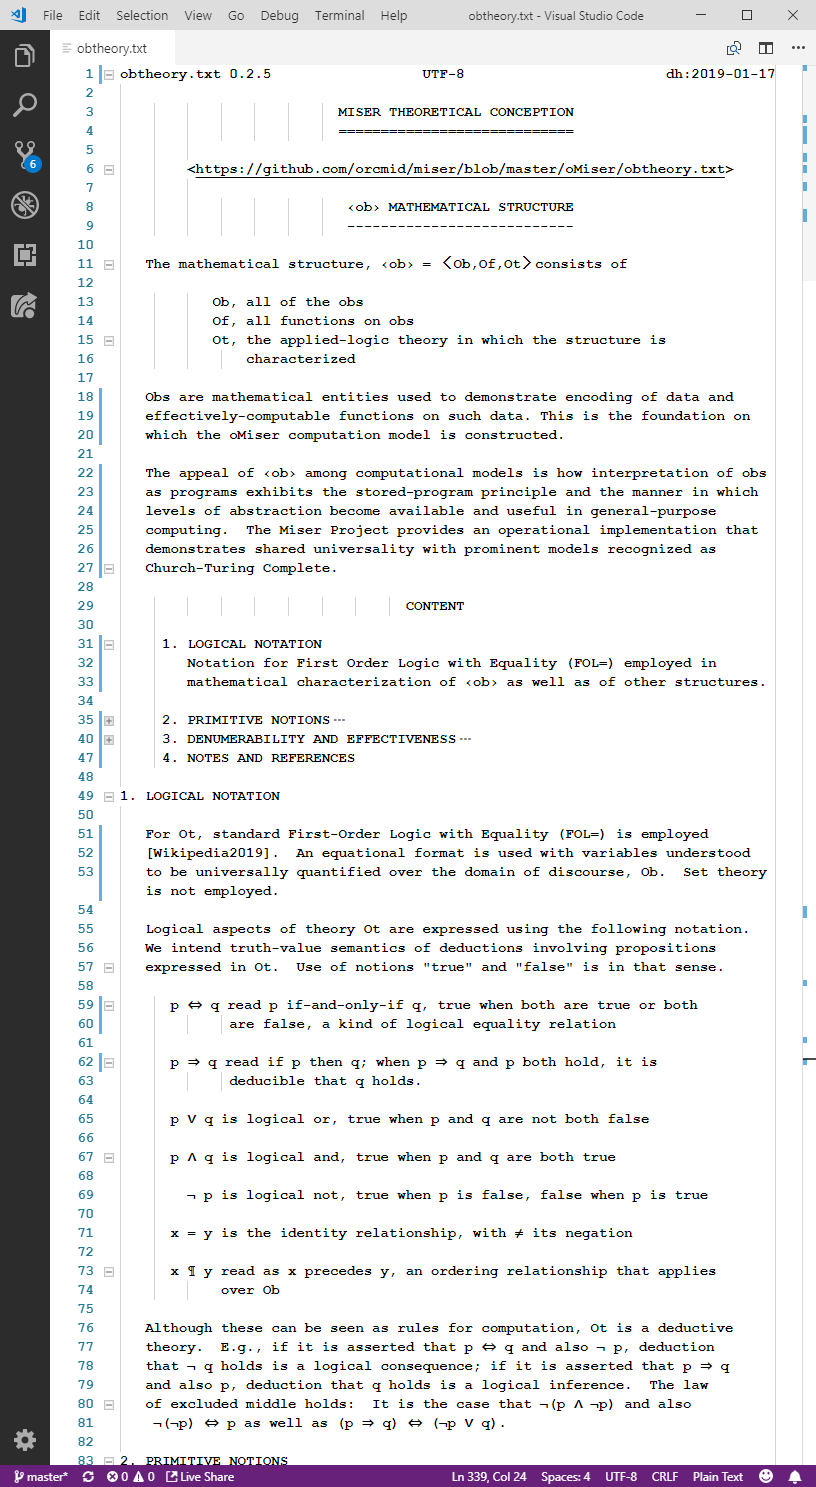 File Edit Selection View Go Debug Terminal Help obtheory.txt - Visual Studio Code
obtheory.txt
1 obtheory.txt 0.2.5 UTF-8 dh:2019-01-17
2
3 MISER THEORETICAL CONCEPTION
4 ============================
5
6 <https://github.com/orcmid/miser/blob/master/oMiser/obtheory.txt>
7
8 ‹ob› MATHEMATICAL STRUCTURE
9 ---------------------------
10
11 The mathematical structure, ‹ob› = 〈Ob,Of,Ot〉consists of
12
13 Ob, all of the obs
14 Of, all functions on obs
15 Ot, the applied-logic theory in which the structure is
16 characterized
17
18 Obs are mathematical entities used to demonstrate encoding of data and
19 effectively-computable functions on such data. This is the foundation on
20 which the oMiser computation model is constructed.
21
22 The appeal of ‹ob› among computational models is how interpretation of obs
23 as programs exhibits the stored-program principle and the manner in which
24 levels of abstraction become available and useful in general-purpose
25 computing. The Miser Project provides an operational implementation that
26 demonstrates shared universality with prominent models recognized as
27 Church-Turing Complete.
28
29 CONTENT
30
31 1. LOGICAL NOTATION
32 Notation for First Order Logic with Equality (FOL=) employed in
33 mathematical characterization of ‹ob› as well as of other structures.
34
35 2. PRIMITIVE NOTIONS ···
40 3. DENUMERABILITY AND EFFECTIVENESS ···
47 4. NOTES AND REFERENCES
48
49 1. LOGICAL NOTATION
50
51 For Ot, standard First-Order Logic with Equality (FOL=) is employed
52 [Wikipedia2019]. An equational format is used with variables understood
53 to be universally quantified over the domain of discourse, Ob. Set theory
is not employed.
54
55 Logical aspects of theory Ot are expressed using the following notation.
56 We intend truth-value semantics of deductions involving propositions
57 expressed in Ot. Use of notions "true" and "false" is in that sense.
58
59 p ⇔ q read p if-and-only-if q, true when both are true or both
60 are false, a kind of logical equality relation
61
62 p ⇒ q read if p then q; when p ⇒ q and p both hold, it is
63 deducible that q holds.
64
65 p ∨ q is logical or, true when p and q are not both false
66
67 p ∧ q is logical and, true when p and q are both true
68
69 ¬ p is logical not, true when p is false, false when p is true
70
71 x = y is the identity relationship, with ≠ its negation
72
73 x ¶ y read as x precedes y, an ordering relationship that applies
74 over Ob
75
76 Although these can be seen as rules for computation, Ot is a deductive
77 theory. E.g., if it is asserted that p ⇔ q and also ¬ p, deduction
78 that ¬ q holds is a logical consequence; if it is asserted that p ⇒ q
79 and also p, deduction that q holds is a logical inference. The law
80 of excluded middle holds: It is the case that ¬(p ∧ ¬p) and also
81 ¬(¬p) ⇔ p as well as (p ⇒ q) ⇔ (¬p ∨ q).
82
83 2. PRIMITIVE NOTIONS
6
master* 0 0 Live Share Ln 339, Col 24 Spaces: 4 UTF-8 CRLF Plain Text